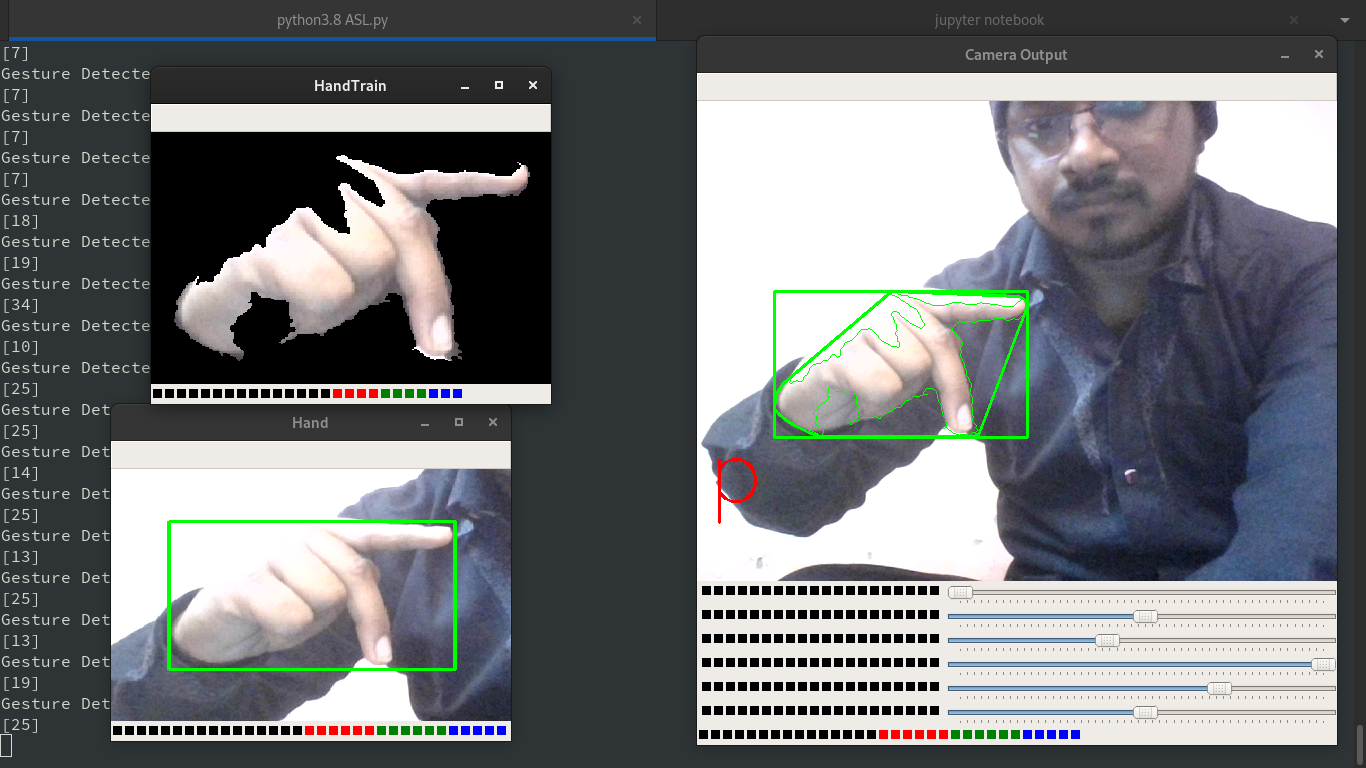 python3.8 ASL.py
jupyter notebook
[7]
Gesture Detecte
[7]
Gesture Detecte
[7]
Gesture Detecte
[7]
Gesture Detecte
[18]
Gesture Detecte
[19]
Gesture Detecte
[34]
Gesture Detecte
[10]
Gesture Detecte
[25]
Gesture Det
[25]
Gesture Det
[14]
Gesture Det
[25]
Gesture Det
[13]
Gesture Det
[25]
Gesture Det
[13]
Gesture Det
[19]
Gesture Det
[25]
HandTrain
Hand
Camera Output
p